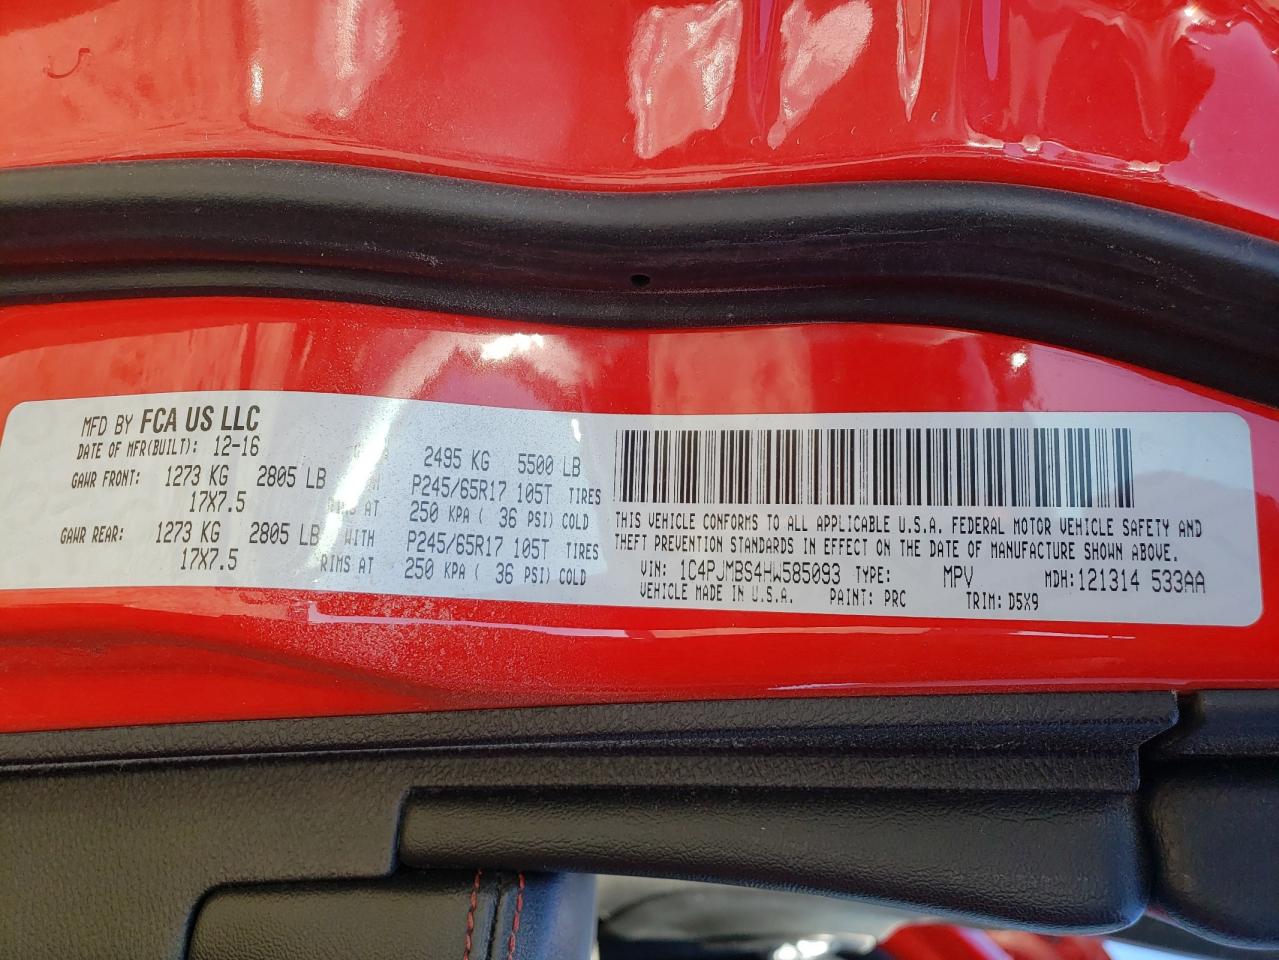 MFD BY FCA US LLC
DATE OF MFR(BUILT): 12-16 2495 KG 5500 LB
GAWR FRONT: 1273 KG 2805 LB P245/65R17 105T TIRES
17X7.5 RIMS AT 250 KPA ( 36 PSI) COLD
GAWR REAR: 1273 KG 2805 LB WITH P245/65R17 105T TIRES
17X7.5 RIMS AT 250 KPA ( 36 PSI) COLD
THIS VEHICLE CONFORMS TO ALL APPLICABLE U.S.A. FEDERAL MOTOR VEHICLE SAFETY AND
THEFT PREVENTION STANDARDS IN EFFECT ON THE DATE OF MANUFACTURE SHOWN ABOVE.
VIN: 1C4PJMBS4HW585093 TYPE: MPV MDH:121314 533AA
VEHICLE MADE IN U.S.A. PAINT: PRC TRIM: D5X9